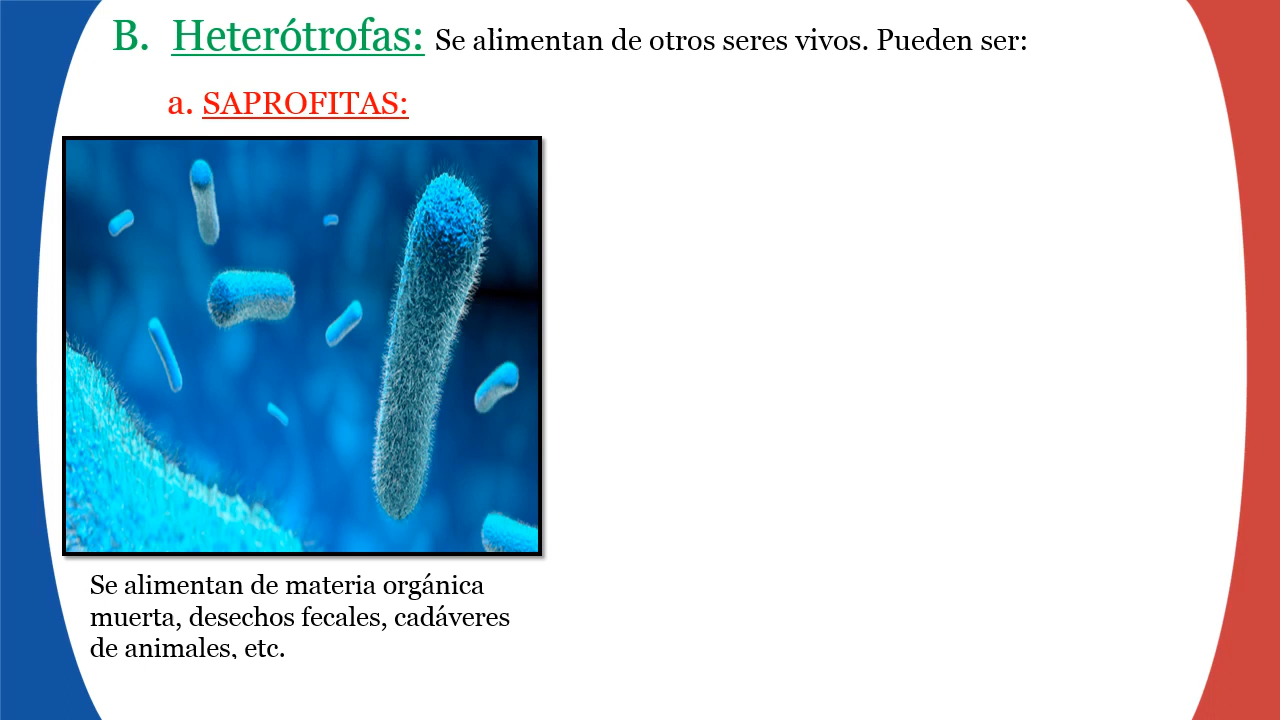 B. Heterótrofas: Se alimentan de otros seres vivos. Pueden ser:
a. SAPROFITAS:
Se alimentan de materia orgánica
muerta, desechos fecales, cadáveres
de animales, etc.